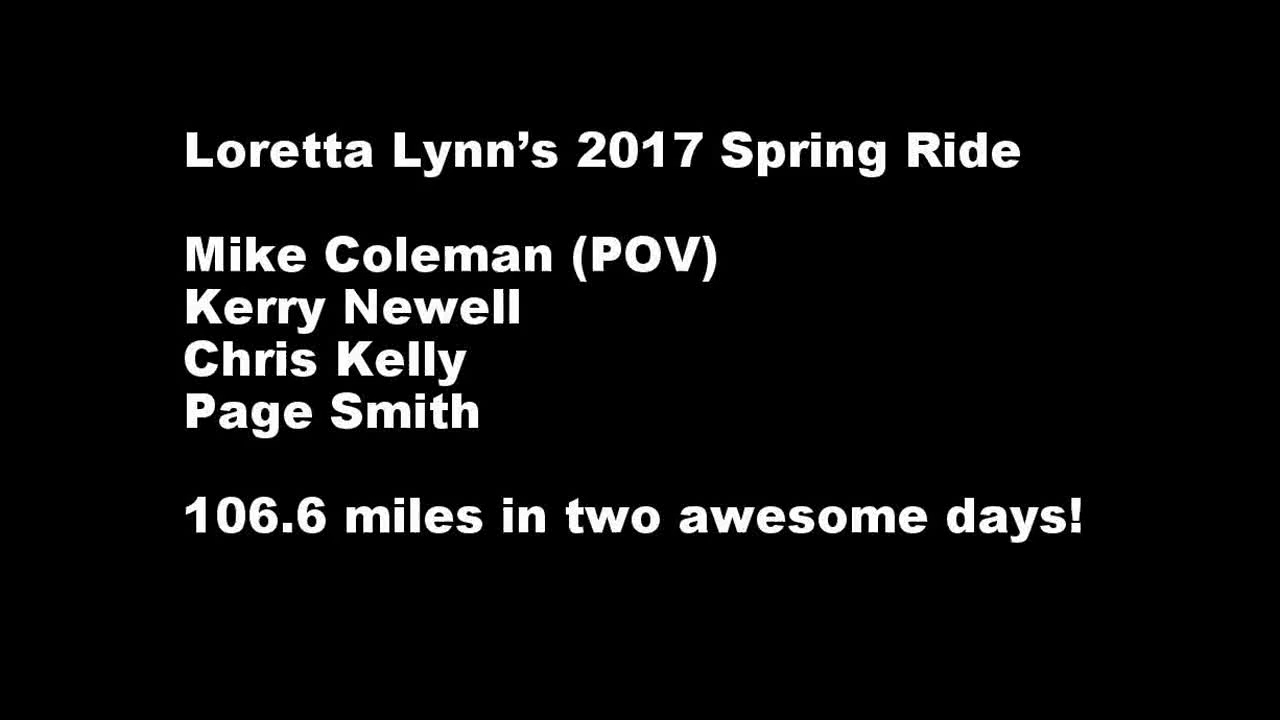 Loretta Lynn’s 2017 Spring Ride
Mike Coleman (POV)
Kerry Newell
Chris Kelly
Page Smith
106.6 miles in two awesome days!